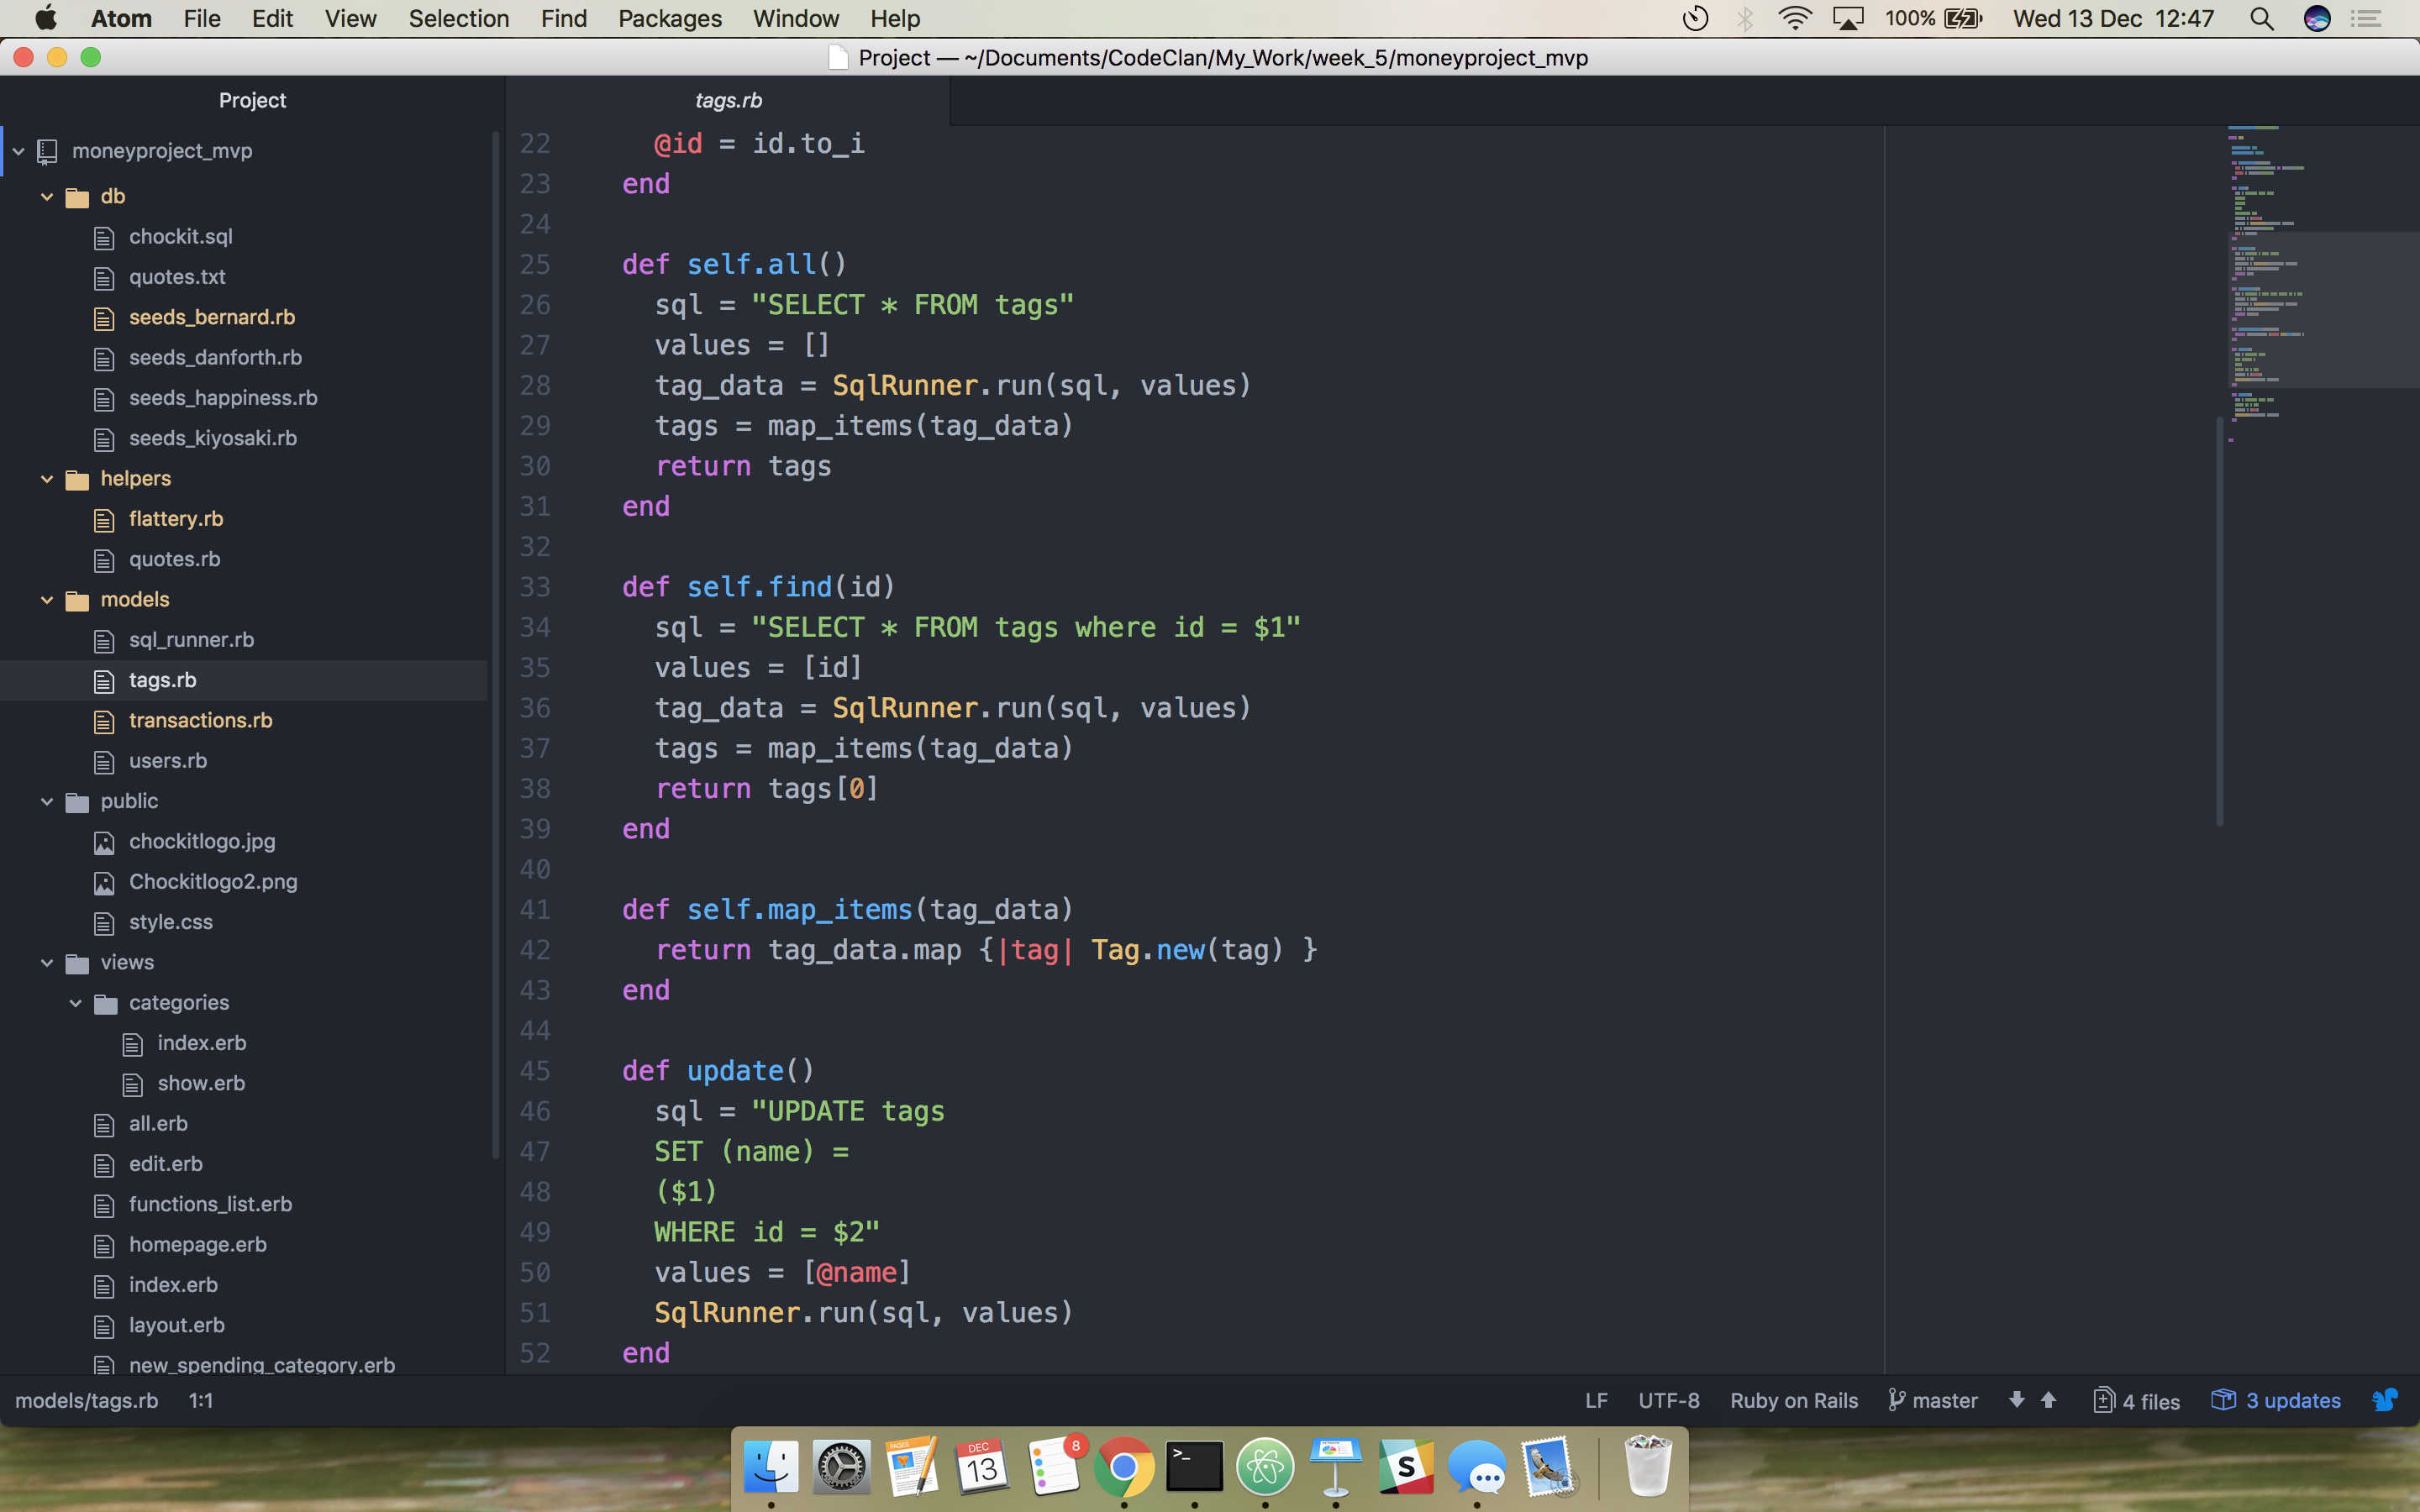 Atom File Edit View Selection Find Packages Window Help 100% Wed 13 Dec 12:47
Project — ~/Documents/CodeClan/My_Work/week_5/moneyproject_mvp
Project
moneyproject_mvp
db
chockit.sql
quotes.txt
seeds_bernard.rb
seeds_danforth.rb
seeds_happiness.rb
seeds_kiyosaki.rb
helpers
flattery.rb
quotes.rb
models
sql_runner.rb
tags.rb
transactions.rb
users.rb
public
chockitlogo.jpg
Chockitlogo2.png
style.css
views
categories
index.erb
show.erb
all.erb
edit.erb
functions_list.erb
homepage.erb
index.erb
layout.erb
new_spending_category.erb
tags.rb
22 @id = id.to_i
23 end
24
25 def self.all()
26 sql = "SELECT * FROM tags"
27 values = []
28 tag_data = SqlRunner.run(sql, values)
29 tags = map_items(tag_data)
30 return tags
31 end
32
33 def self.find(id)
34 sql = "SELECT * FROM tags where id = $1"
35 values = [id]
36 tag_data = SqlRunner.run(sql, values)
37 tags = map_items(tag_data)
38 return tags[0]
39 end
40
41 def self.map_items(tag_data)
42 return tag_data.map {|tag| Tag.new(tag) }
43 end
44
45 def update()
46 sql = "UPDATE tags
47 SET (name) =
48 ($1)
49 WHERE id = $2"
50 values = [@name]
51 SqlRunner.run(sql, values)
52 end
models/tags.rb 1:1 LF UTF-8 Ruby on Rails master 4 files 3 updates
PAGES
DEC
13
8
>_
S